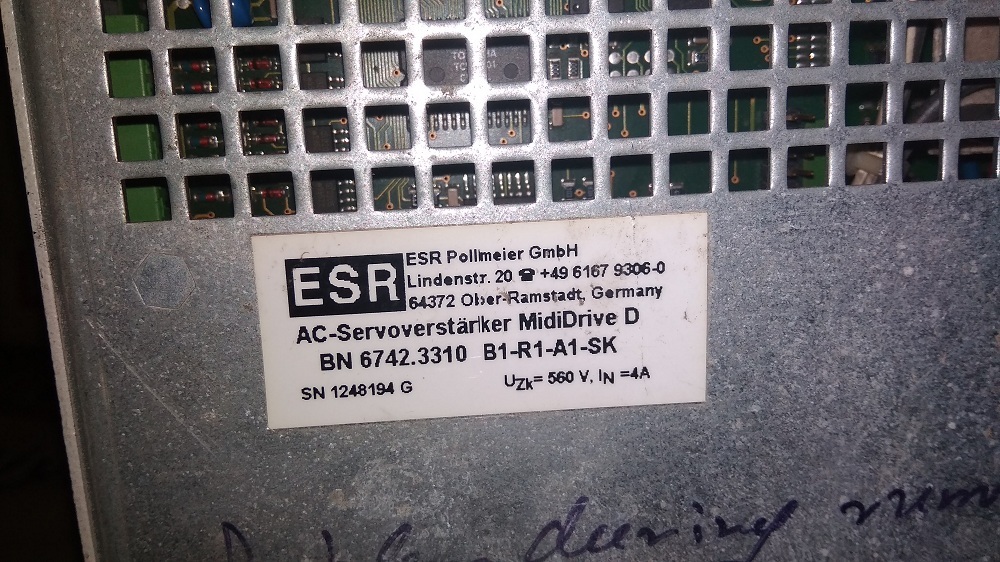 ESR
ESR Pollmeier GmbH
Lindenstr. 20 ☎ +49 6167 9306-0
64372 Ober-Ramstadt, Germany
AC-Servoverstärker MidiDrive D
BN 6742.3310 B1-R1-A1-SK
SN 1248194 G
UZk= 560 V, IN =4A
during